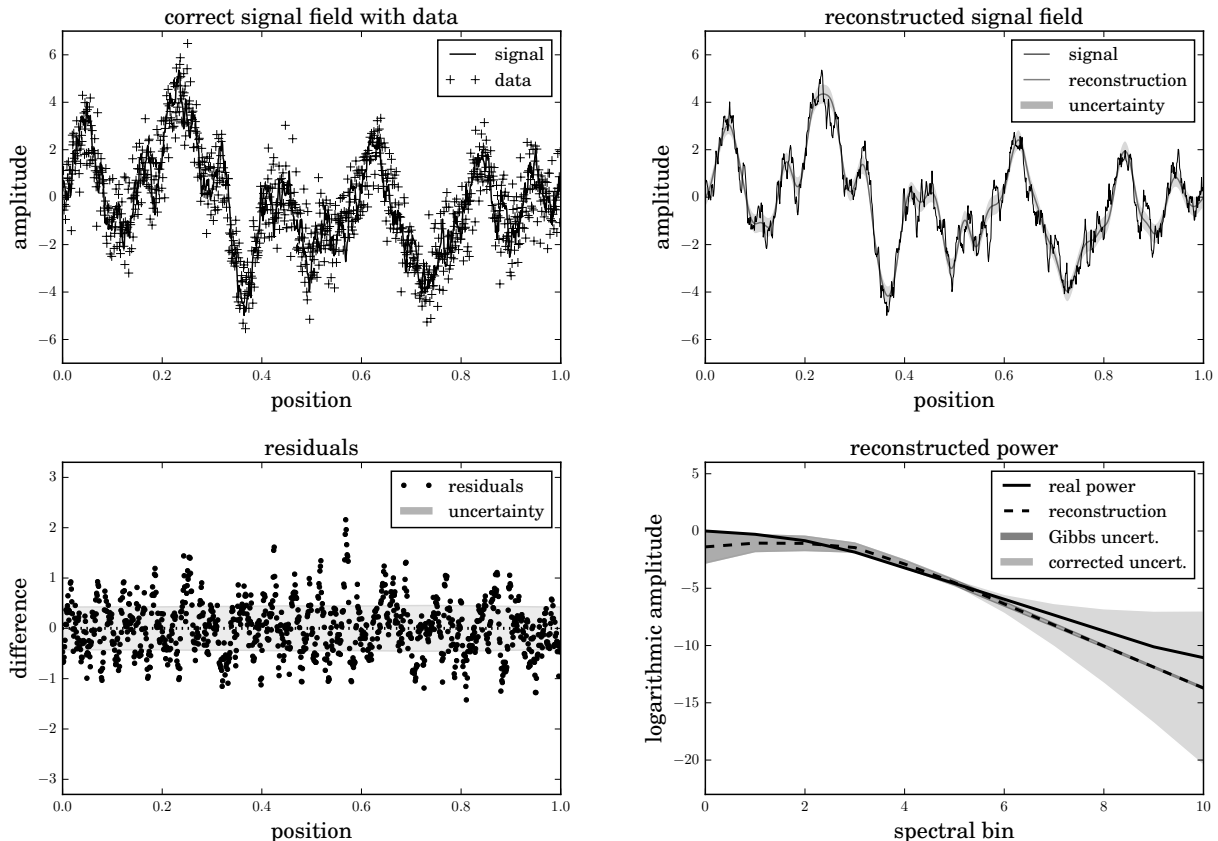 correct signal field with data
signal
data
amplitude
6
4
2
0
−2
−4
−6
0.0 0.2 0.4 0.6 0.8 1.0
position
reconstructed signal field
signal
reconstruction
uncertainty
amplitude
6
4
2
0
−2
−4
−6
0.0 0.2 0.4 0.6 0.8 1.0
position
residuals
residuals
uncertainty
difference
3
2
1
0
−1
−2
−3
0.0 0.2 0.4 0.6 0.8 1.0
position
reconstructed power
real power
reconstruction
Gibbs uncert.
corrected uncert.
logarithmic amplitude
5
0
−5
−10
−15
−20
0 2 4 6 8 10
spectral bin